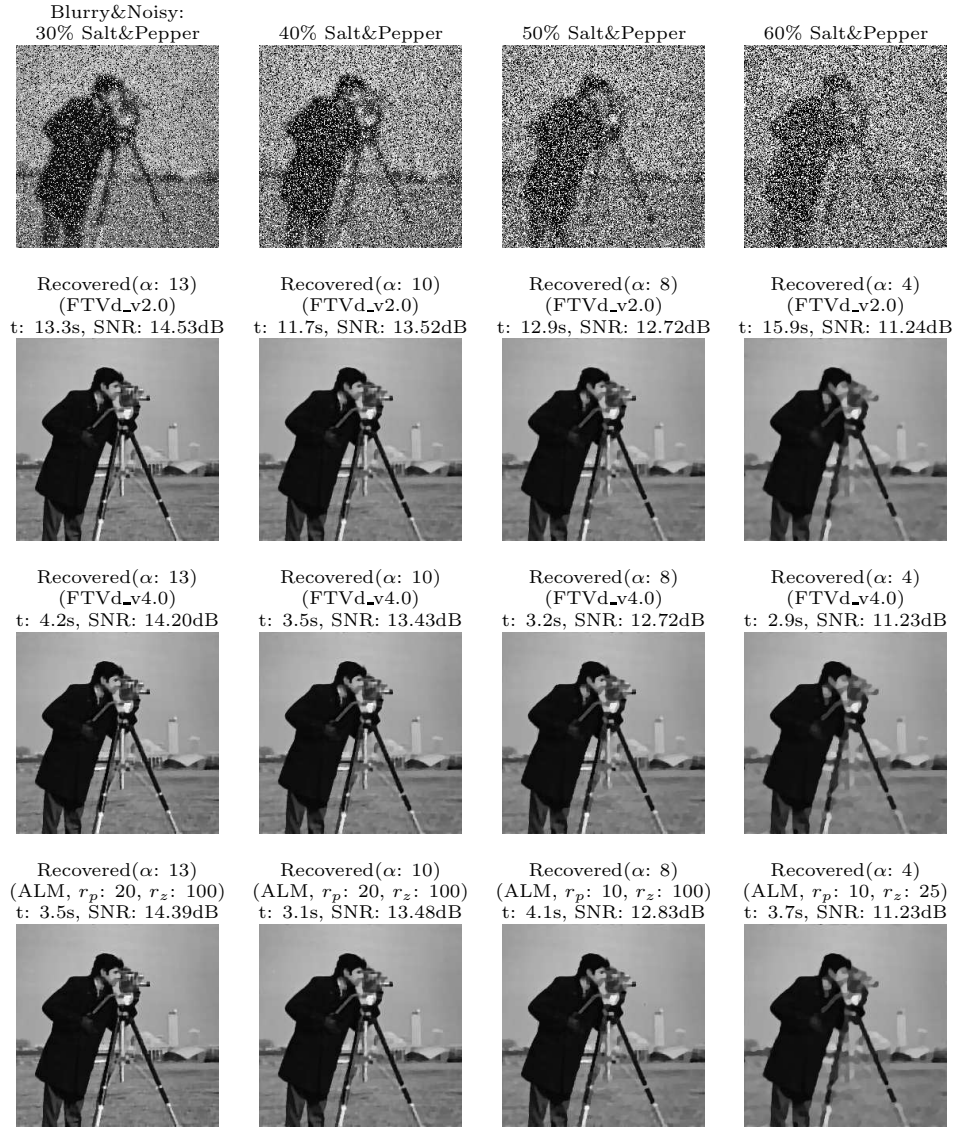 Blurry&Noisy:
30% Salt&Pepper
40% Salt&Pepper
50% Salt&Pepper
60% Salt&Pepper
Recovered(α: 13)
(FTVd_v2.0)
t: 13.3s, SNR: 14.53dB
Recovered(α: 10)
(FTVd_v2.0)
t: 11.7s, SNR: 13.52dB
Recovered(α: 8)
(FTVd_v2.0)
t: 12.9s, SNR: 12.72dB
Recovered(α: 4)
(FTVd_v2.0)
t: 15.9s, SNR: 11.24dB
Recovered(α: 13)
(FTVd_v4.0)
t: 4.2s, SNR: 14.20dB
Recovered(α: 10)
(FTVd_v4.0)
t: 3.5s, SNR: 13.43dB
Recovered(α: 8)
(FTVd_v4.0)
t: 3.2s, SNR: 12.72dB
Recovered(α: 4)
(FTVd_v4.0)
t: 2.9s, SNR: 11.23dB
Recovered(α: 13)
(ALM, r_p: 20, r_z: 100)
t: 3.5s, SNR: 14.39dB
Recovered(α: 10)
(ALM, r_p: 20, r_z: 100)
t: 3.1s, SNR: 13.48dB
Recovered(α: 8)
(ALM, r_p: 10, r_z: 100)
t: 4.1s, SNR: 12.83dB
Recovered(α: 4)
(ALM, r_p: 10, r_z: 25)
t: 3.7s, SNR: 11.23dB